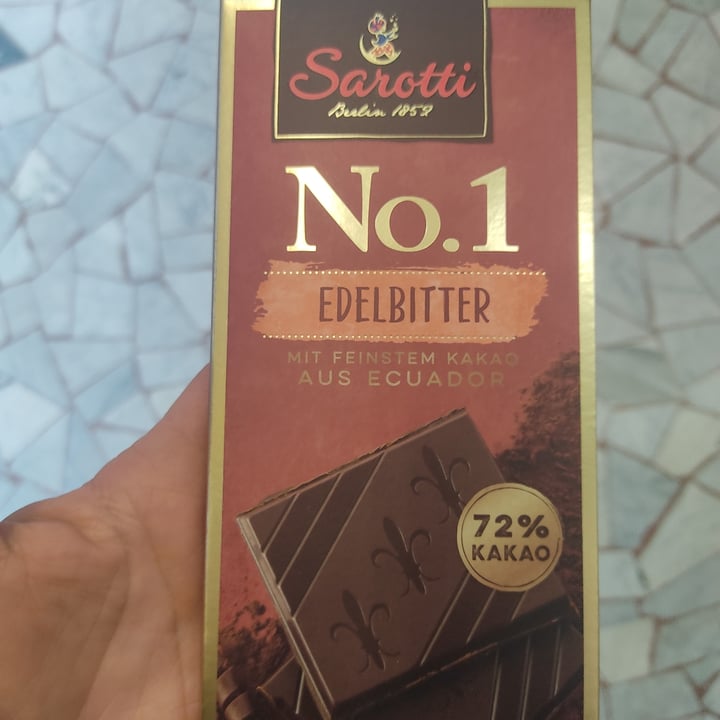 Sarotti
Berlin 1852
No.1
EDELBITTER
MIT FEINSTEM KAKAO
AUS ECUADOR
72%
KAKAO